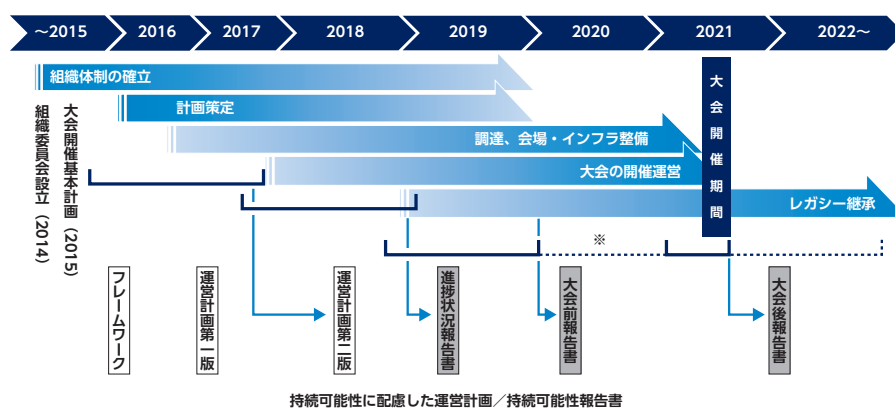 ～2015
2016
2017
2018
2019
2020
2021
2022～
組織体制の確立
計画策定
調達、会場・インフラ整備
大会の開催運営
レガシー継承
大会開催期間
組織委員会設立（2014）
大会開催基本計画（2015）
※
フレームワーク
運営計画第一版
運営計画第二版
進捗状況報告書
大会前報告書
大会後報告書
持続可能性に配慮した運営計画／持続可能性報告書